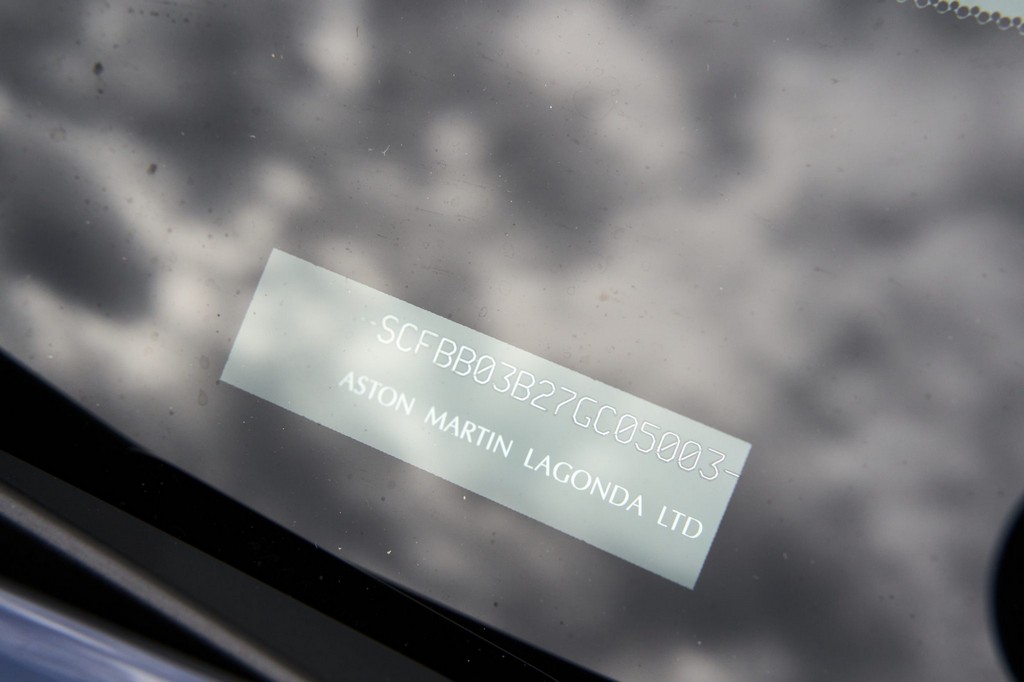 -SCFBB03B27GC05003-
ASTON MARTIN LAGONDA LTD